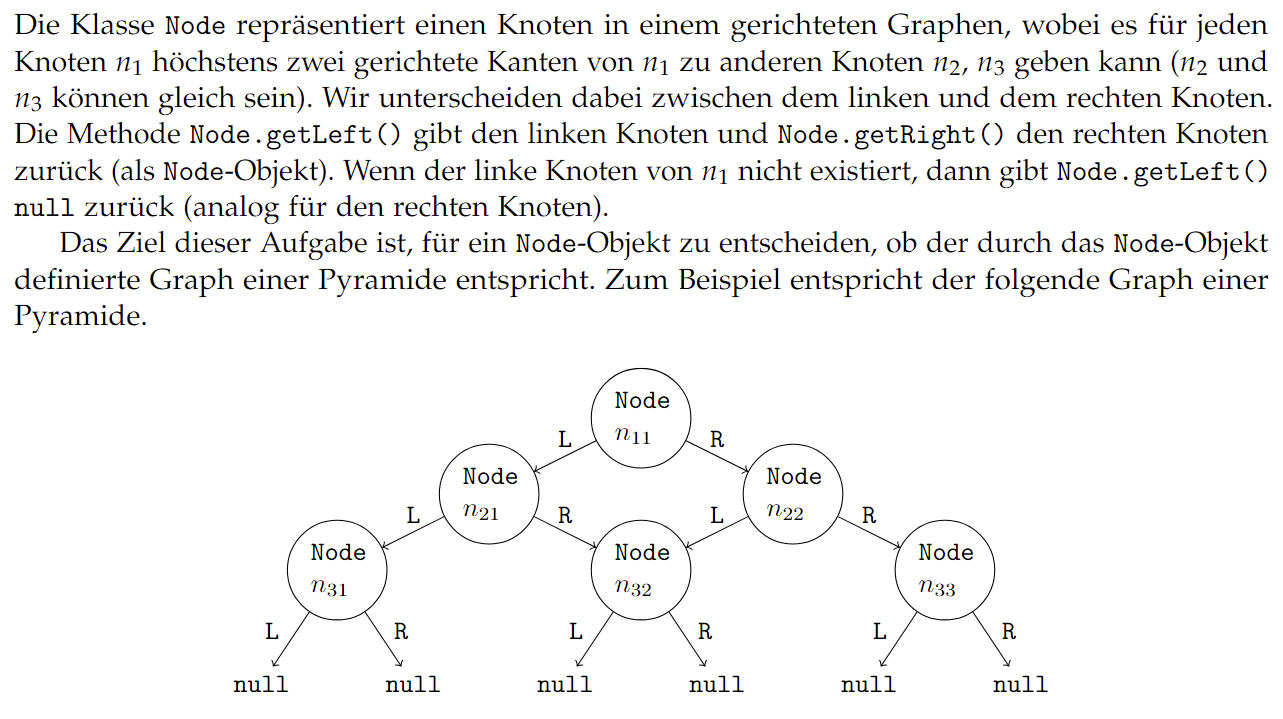 Die Klasse Node repräsentiert einen Knoten in einem gerichteten Graphen, wobei es für jeden
Knoten n₁ höchstens zwei gerichtete Kanten von n₁ zu anderen Knoten n₂, n₃ geben kann (n₂ und
n₃ können gleich sein). Wir unterscheiden dabei zwischen dem linken und dem rechten Knoten.
Die Methode Node.getLeft() gibt den linken Knoten und Node.getRight() den rechten Knoten
zurück (als Node-Objekt). Wenn der linke Knoten von n₁ nicht existiert, dann gibt Node.getLeft()
null zurück (analog für den rechten Knoten).
Das Ziel dieser Aufgabe ist, für ein Node-Objekt zu entscheiden, ob der durch das Node-Objekt
definierte Graph einer Pyramide entspricht. Zum Beispiel entspricht der folgende Graph einer
Pyramide.
Node
n₁₁
L R
Node Node
n₂₁ n₂₂
L R L R
Node Node Node
n₃₁ n₃₂ n₃₃
L R L R L R
null null null null null null